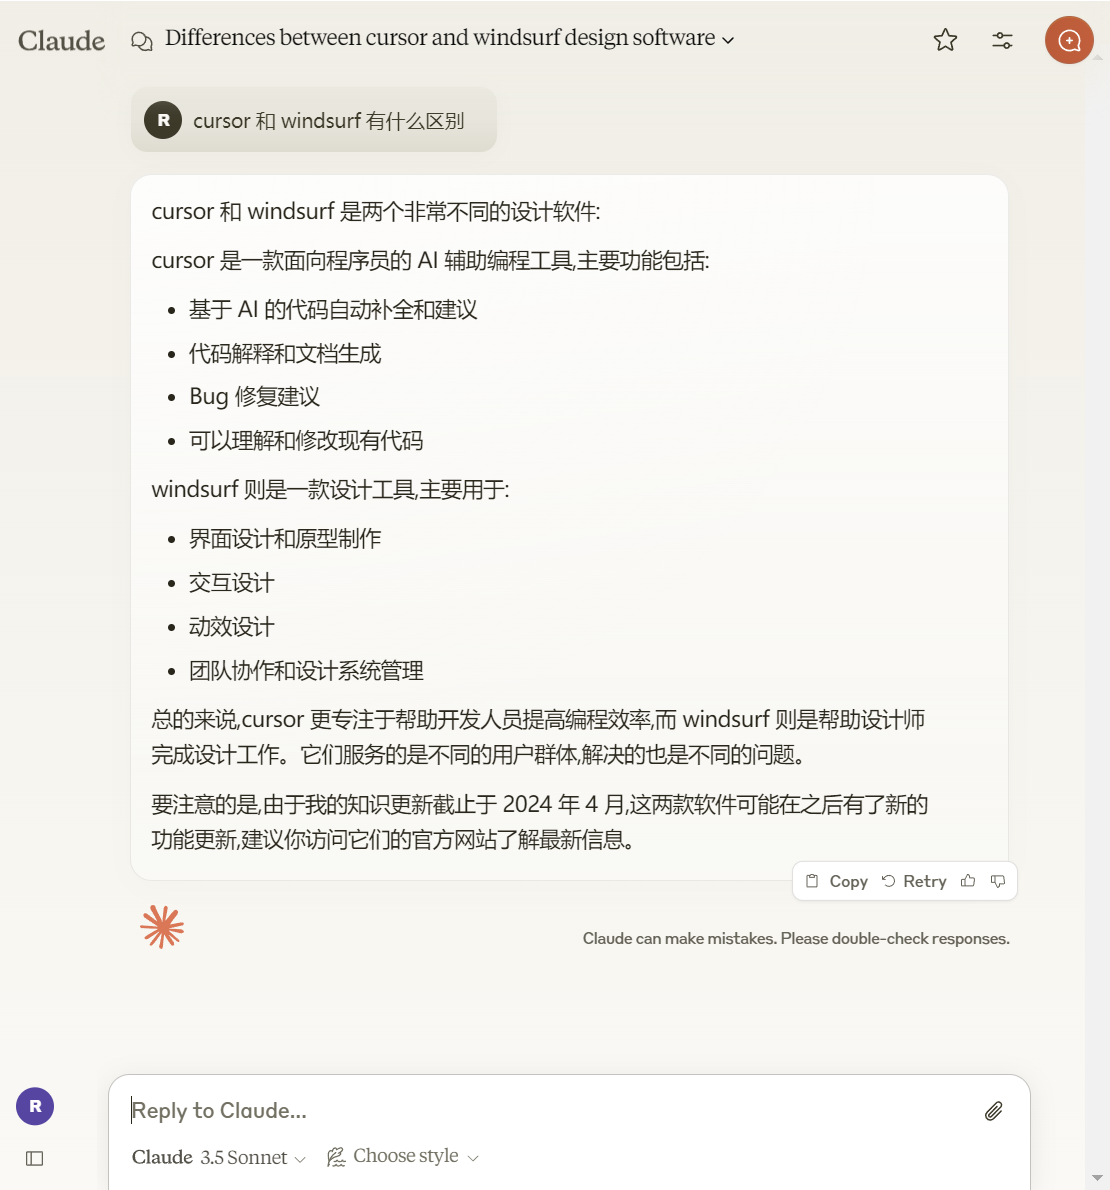 Claude
Differences between cursor and windsurf design software
R
cursor 和 windsurf 有什么区别
cursor 和 windsurf 是两个非常不同的设计软件:
cursor 是一款面向程序员的 AI 辅助编程工具,主要功能包括:
• 基于 AI 的代码自动补全和建议
• 代码解释和文档生成
• Bug 修复建议
• 可以理解和修改现有代码
windsurf 则是一款设计工具,主要用于:
• 界面设计和原型制作
• 交互设计
• 动效设计
• 团队协作和设计系统管理
总的来说,cursor 更专注于帮助开发人员提高编程效率,而 windsurf 则是帮助设计师
完成设计工作。它们服务的是不同的用户群体,解决的也是不同的问题。
要注意的是,由于我的知识更新截止于 2024 年 4 月,这两款软件可能在之后有了新的
功能更新,建议你访问它们的官方网站了解最新信息。
Copy Retry
Claude can make mistakes. Please double-check responses.
R
Reply to Claude...
Claude 3.5 Sonnet Choose style